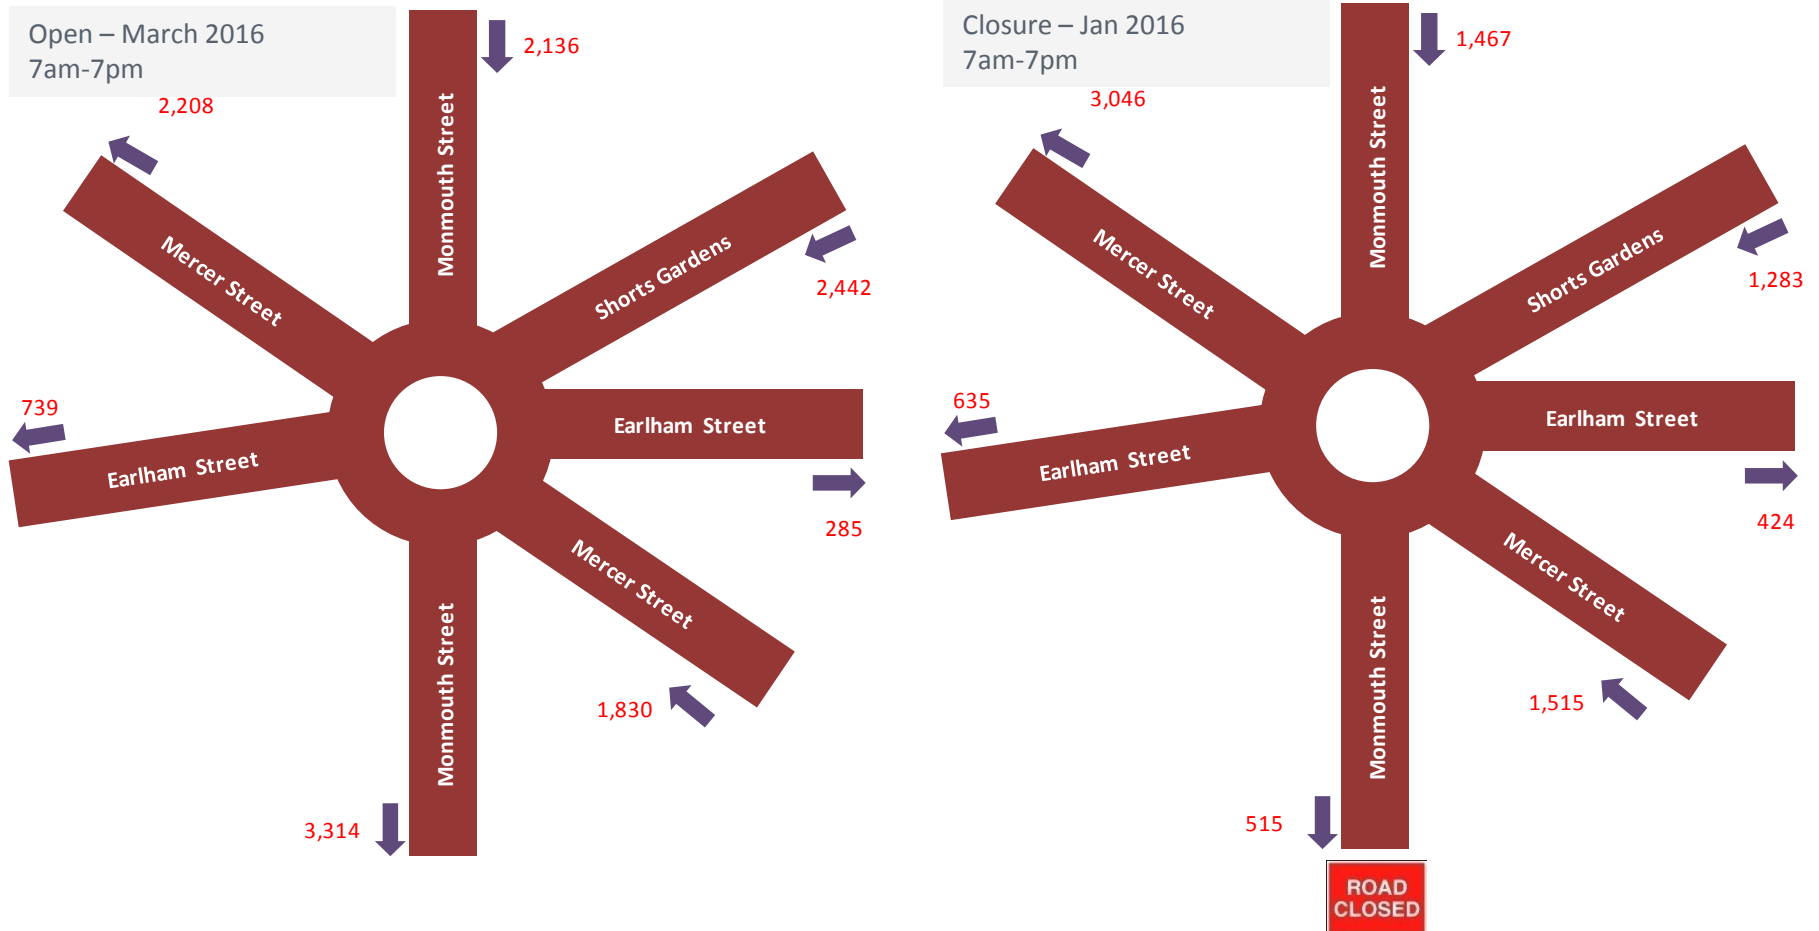 Open – March 2016
7am-7pm
2,136
2,208
Monmouth Street
Mercer Street
Shorts Gardens
2,442
739
Earlham Street
Earlham Street
285
Mercer Street
1,830
Monmouth Street
3,314
Closure – Jan 2016
7am-7pm
1,467
3,046
Monmouth Street
Mercer Street
Shorts Gardens
1,283
635
Earlham Street
Earlham Street
424
Mercer Street
1,515
Monmouth Street
515
ROAD
CLOSED